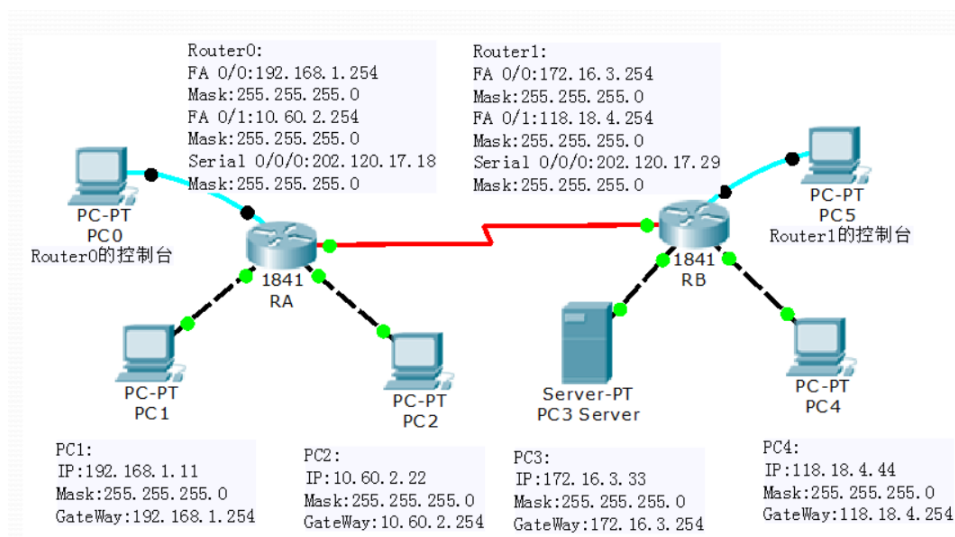 Router0:
FA 0/0:192.168.1.254
Mask:255.255.255.0
FA 0/1:10.60.2.254
Mask:255.255.255.0
Serial 0/0/0:202.120.17.18
Mask:255.255.255.0
Router1:
FA 0/0:172.16.3.254
Mask:255.255.255.0
FA 0/1:118.18.4.254
Mask:255.255.255.0
Serial 0/0/0:202.120.17.29
Mask:255.255.255.0
PC-PT
PC0
Router0的控制台
PC-PT
PC5
Router1的控制台
1841
RA
1841
RB
PC-PT
PC1
PC-PT
PC2
Server-PT
PC3 Server
PC-PT
PC4
PC1:
IP:192.168.1.11
Mask:255.255.255.0
GateWay:192.168.1.254
PC2:
IP:10.60.2.22
Mask:255.255.255.0
GateWay:10.60.2.254
PC3:
IP:172.16.3.33
Mask:255.255.255.0
GateWay:172.16.3.254
PC4:
IP:118.18.4.44
Mask:255.255.255.0
GateWay:118.18.4.254